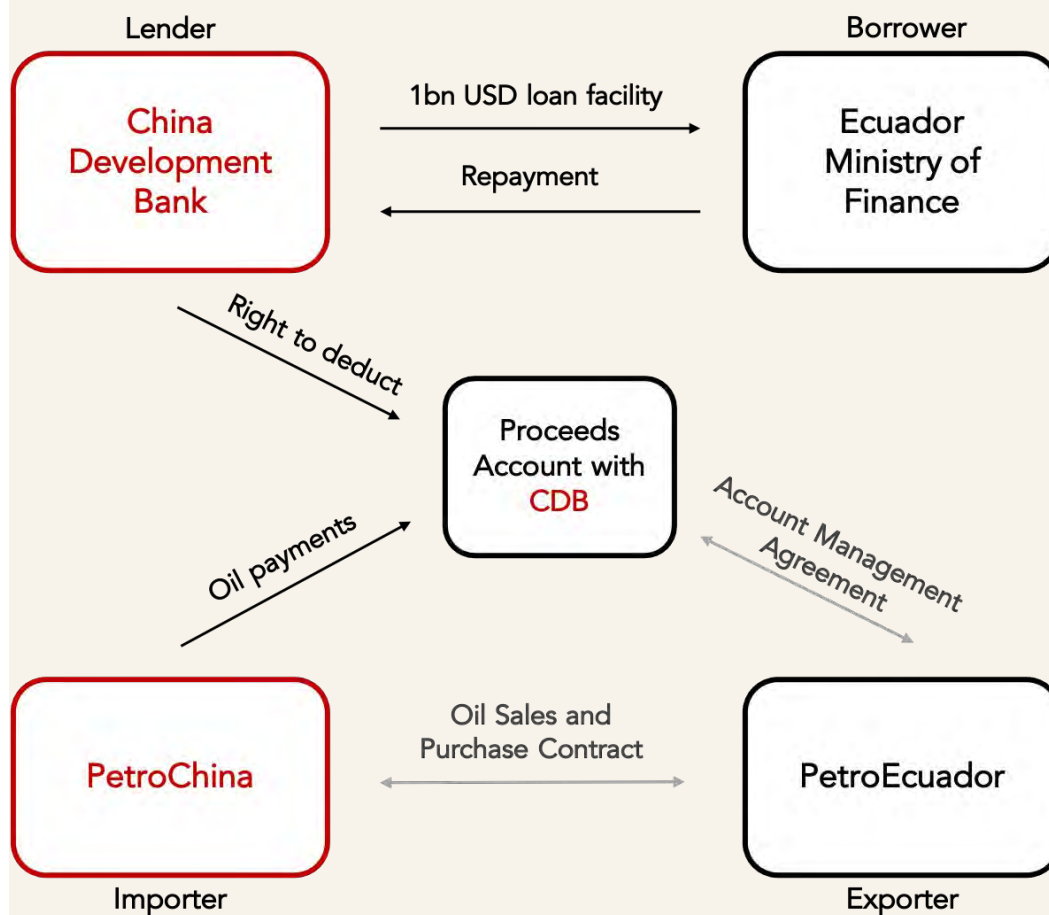 Lender
Borrower
China
Development
Bank
1bn USD loan facility
Repayment
Ecuador
Ministry of
Finance
Right to deduct
Proceeds
Account with
CDB
Account Management
Agreement
Oil payments
PetroChina
Oil Sales and
Purchase Contract
PetroEcuador
Importer
Exporter